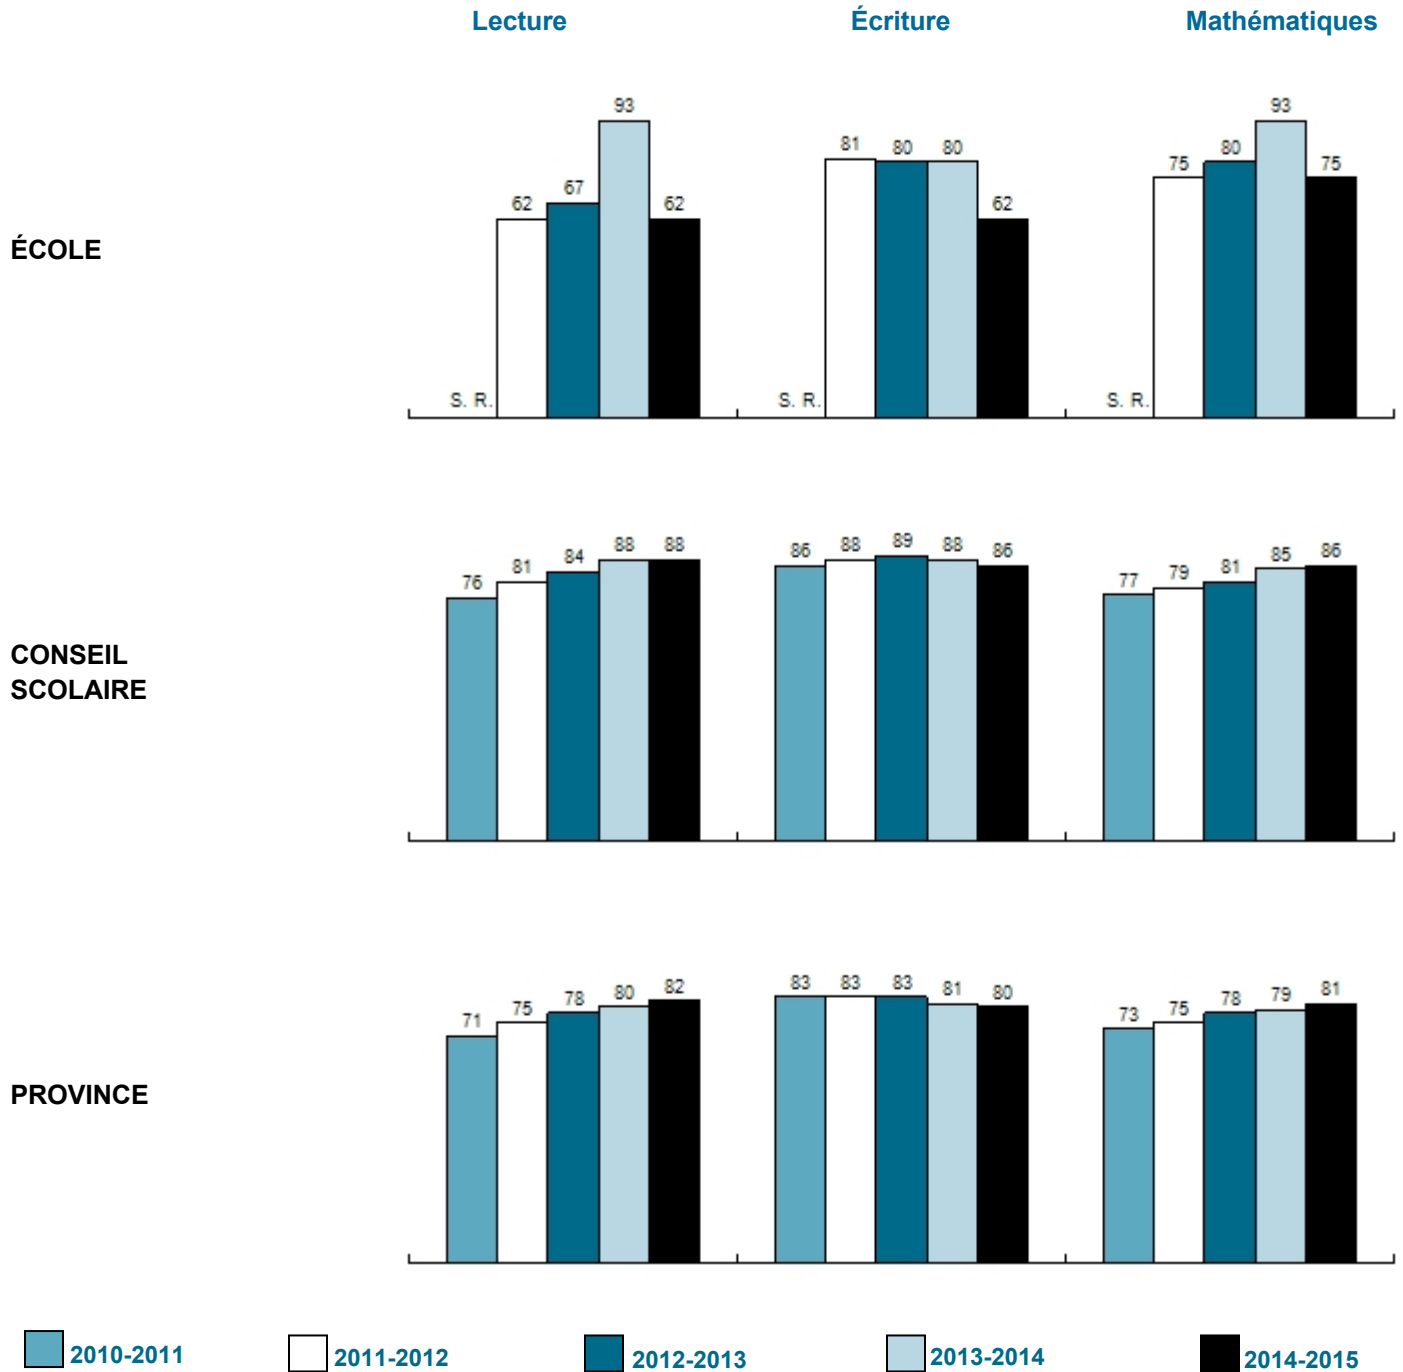 Lecture Écriture Mathématiques
93 93
81 80 80 80
75 75
67
62 62 62
ÉCOLE
S. R. S. R. S. R.
76 81 84 88 88 86 88 89 88 86 77 79 81 85 86
CONSEIL
SCOLAIRE
71 75 78 80 82 83 83 83 81 80 73 75 78 79 81
PROVINCE
2010-2011 2011-2012 2012-2013 2013-2014 2014-2015